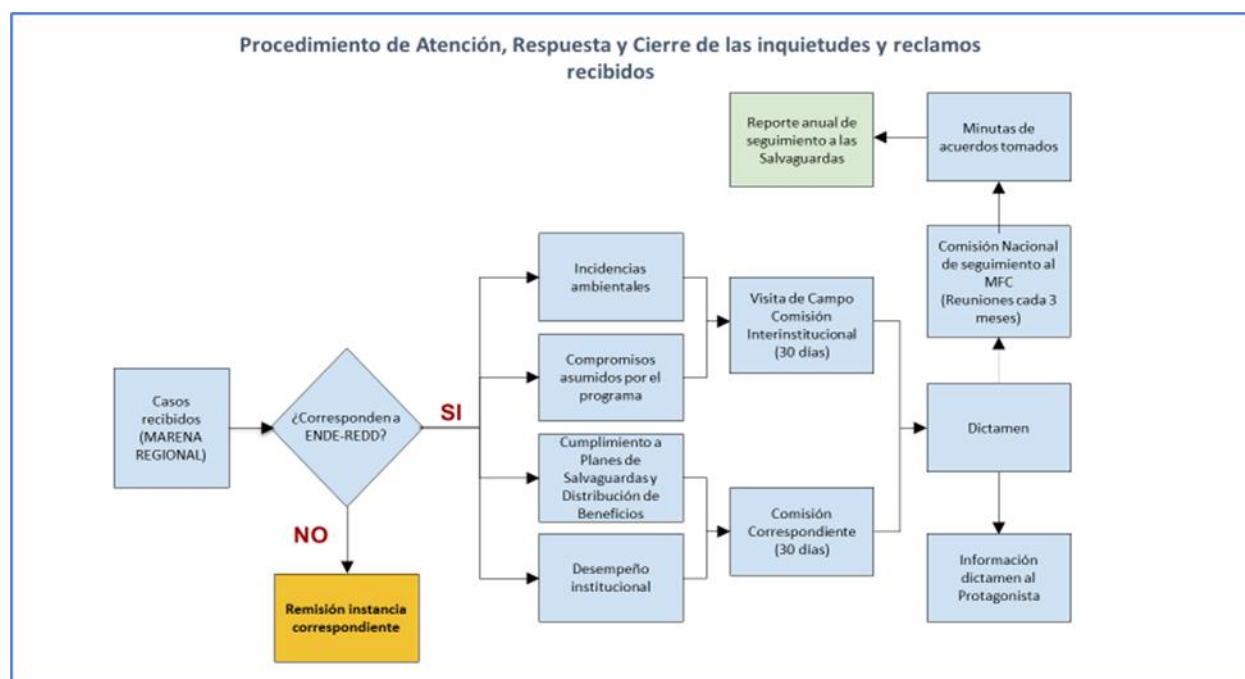 Procedimiento de Atención, Respuesta y Cierre de las inquietudes y reclamos
recibidos
Casos
recibidos
(MARENA
REGIONAL)
¿Corresponden a
ENDE-REDD?
SI
NO
Remisión instancia
correspondiente
Incidencias
ambientales
Compromisos
asumidos por el
programa
Cumplimiento a
Planes de
Salvaguardas y
Distribución de
Beneficios
Desempeño
institucional
Visita de Campo
Comisión
Interinstitucional
(30 días)
Comisión
Correspondiente
(30 días)
Dictamen
Información
dictamen al
Protagonista
Comisión Nacional
de seguimiento al
MFC
(Reuniones cada 3
meses)
Minutas de
acuerdos tomados
Reporte anual de
seguimiento a las
Salvaguardas